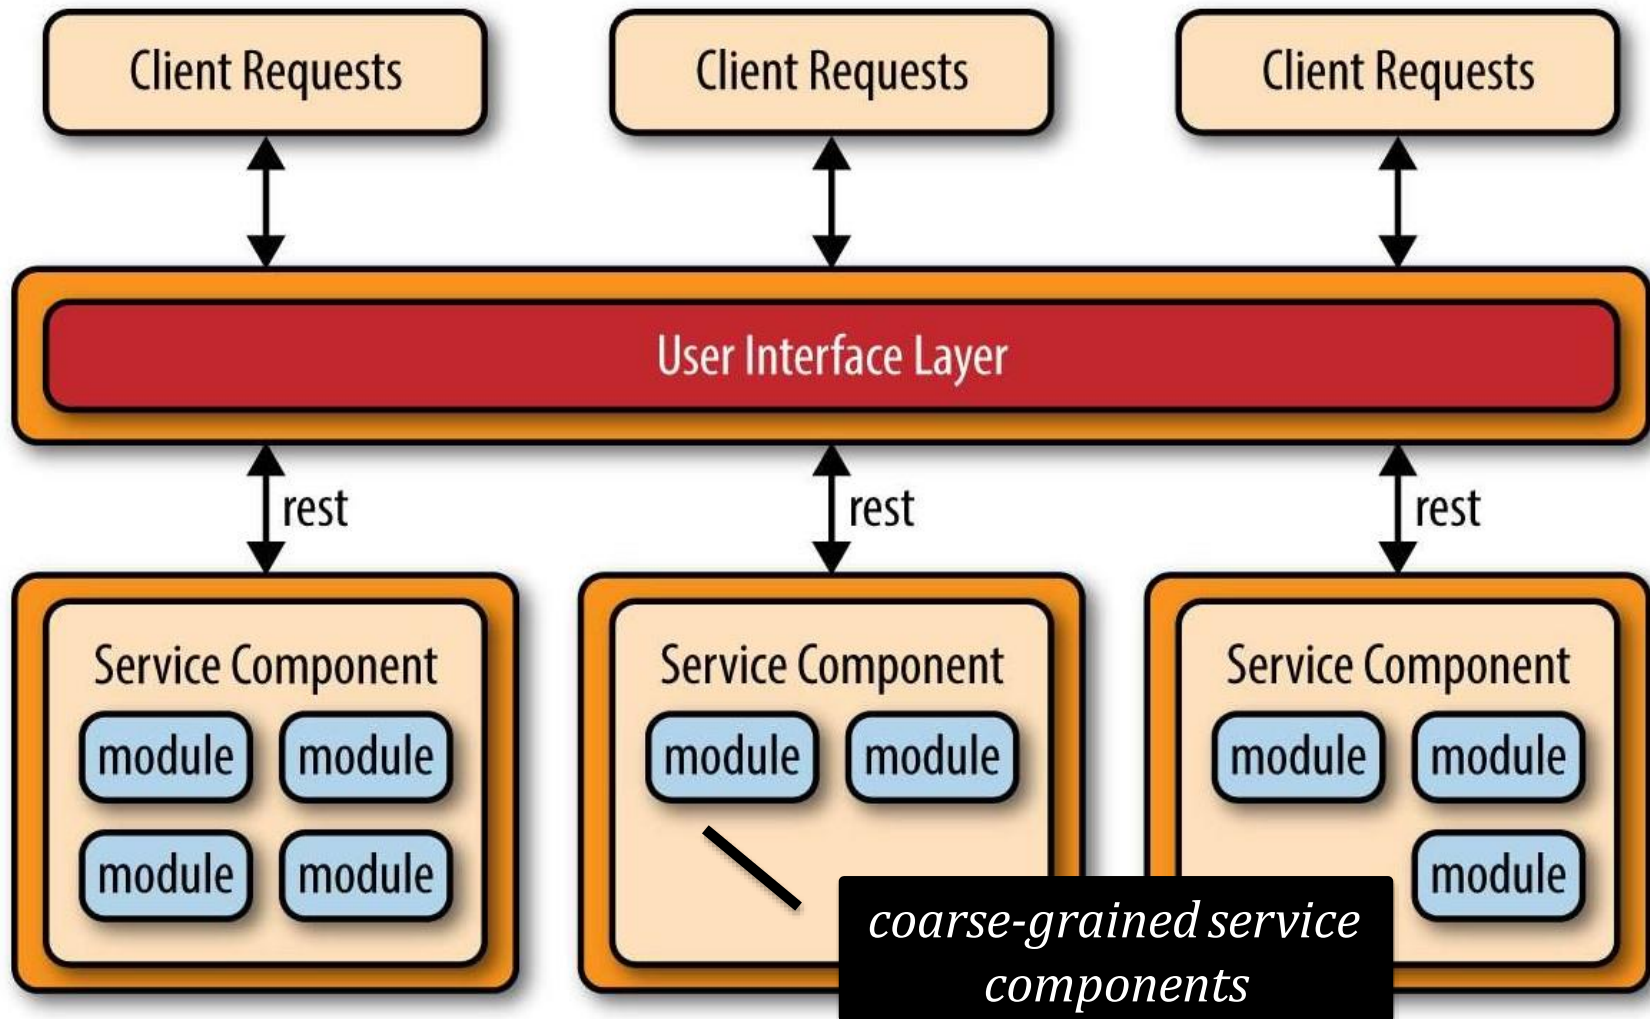 Client Requests
Client Requests
Client Requests
User Interface Layer
rest
rest
rest
Service Component
Service Component
Service Component
module
module
module
module
module
module
module
module
module
coarse-grained service
components